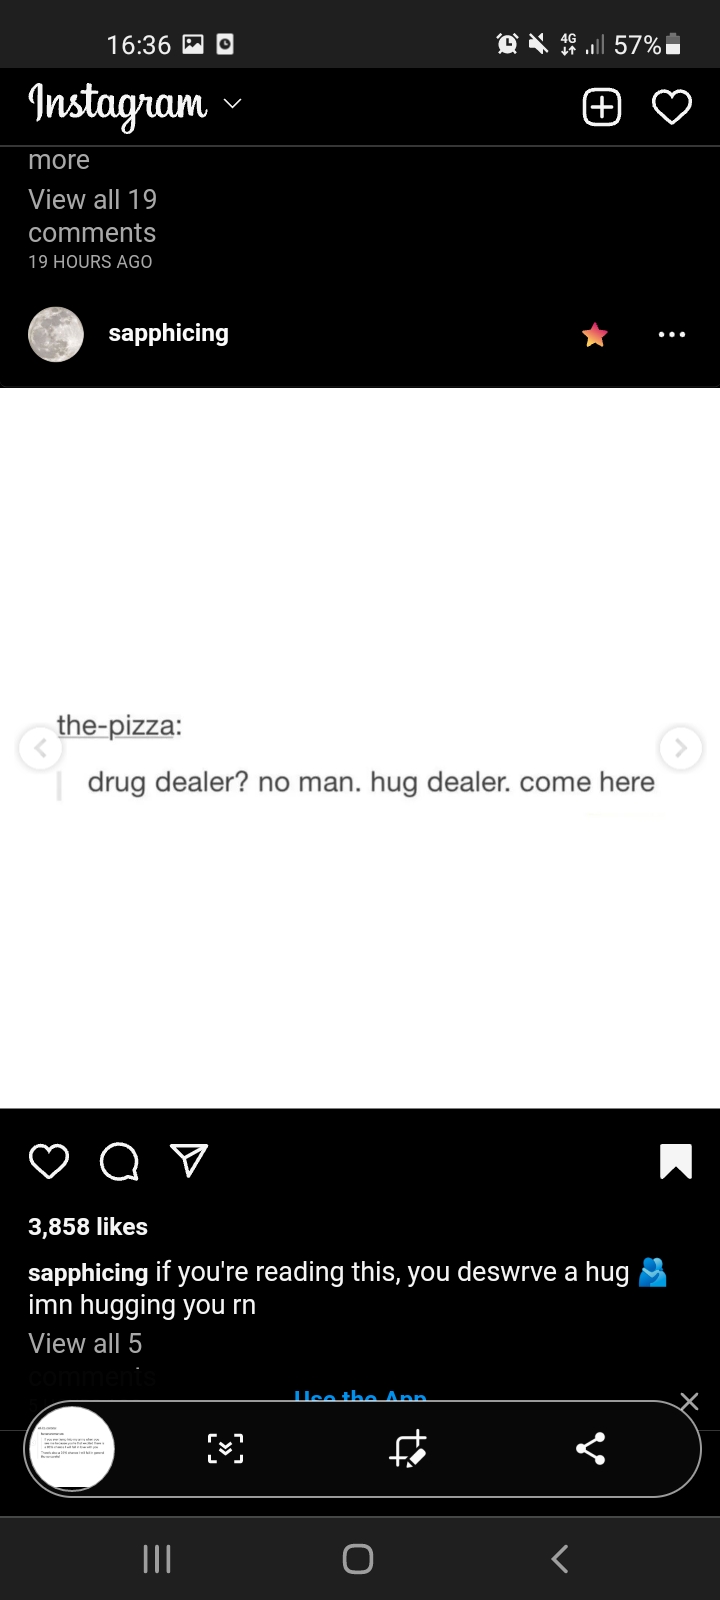 16:36
4G
57%
Instagram
more
View all 19
comments
19 HOURS AGO
sapphicing
the-pizza:
drug dealer? no man. hug dealer. come here
3,858 likes
sapphicing if you're reading this, you deswrve a hug 🫂
imn hugging you rn
View all 5
comments
Use the App